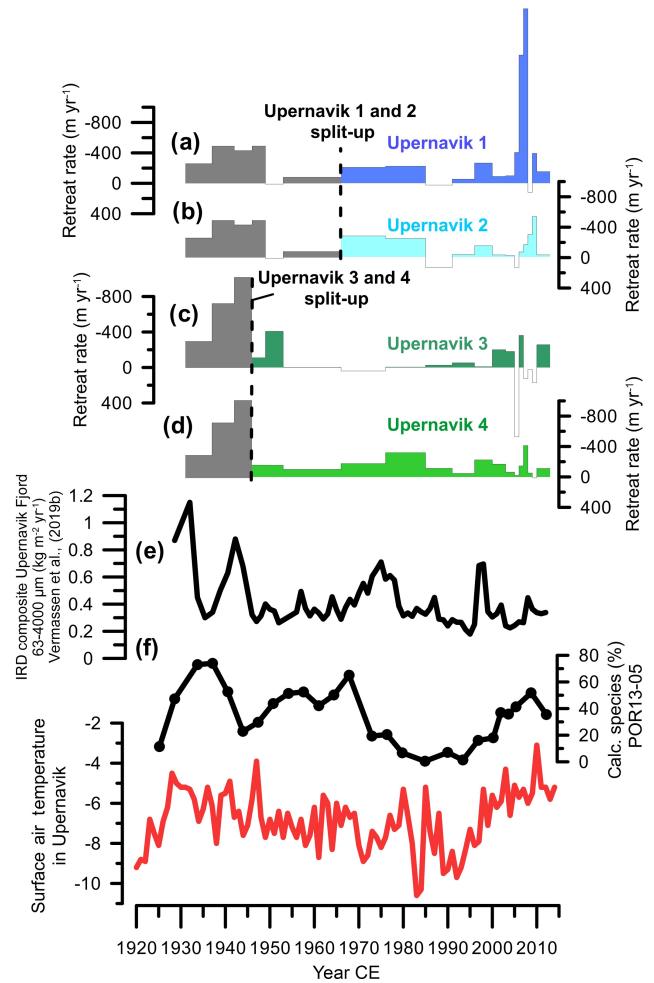 Upernavik 1 and 2
split-up
(a)
Upernavik 1
Retreat rate (m yr⁻¹)
-800
-400
0
400
(b)
Upernavik 2
Retreat rate (m yr⁻¹)
-800
-400
0
400
Upernavik 3 and 4
split-up
(c)
Upernavik 3
Retreat rate (m yr⁻¹)
-800
-400
0
400
(d)
Upernavik 4
Retreat rate (m yr⁻¹)
-800
-400
0
400
(e)
IRD composite Upernavik Fjord
63-4000 µm (kg m⁻² yr⁻¹)
Vermassen et al., (2019b)
1.2
1
0.8
0.6
0.4
0.2
0
(f)
Calc. species (%)
POR13-05
80
60
40
20
0
Surface air temperature
in Upernavik
-2
-4
-6
-8
-10
1920 1930 1940 1950 1960 1970 1980 1990 2000 2010
Year CE